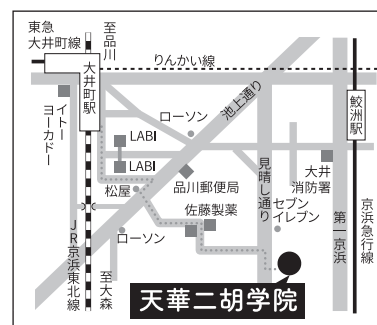 東急
大井町線
至品川
りんかい線
大井町駅
池上通り
イトー
ヨーカドー
ローソン
LABI
LABI
鮫洲駅
見晴し通り
大井
消防署
松屋
品川郵便局
佐藤製薬
セブン
イレブン
第一京浜
京浜急行線
ローソン
JR京浜東北線
至大森
天華二胡学院